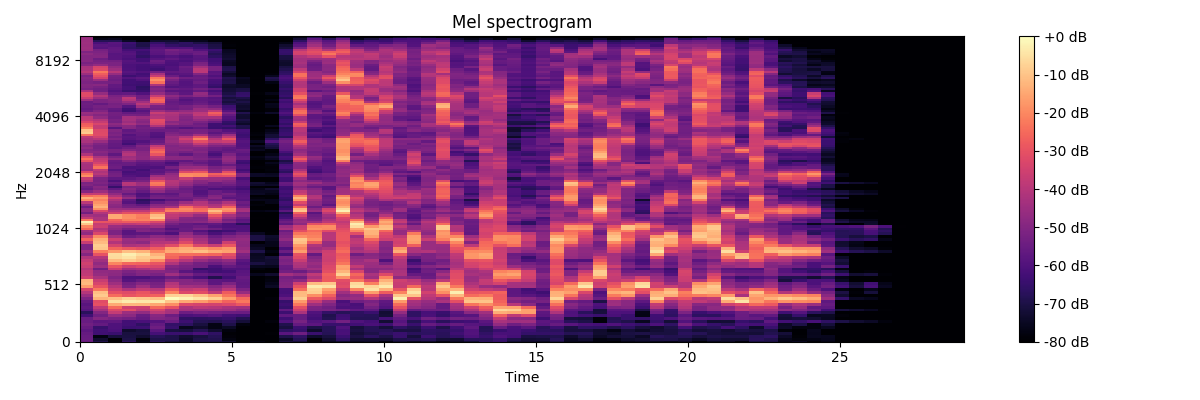 Mel spectrogram
8192
4096
2048
1024
512
0
Hz
0 5 10 15 20 25
Time
+0 dB
-10 dB
-20 dB
-30 dB
-40 dB
-50 dB
-60 dB
-70 dB
-80 dB